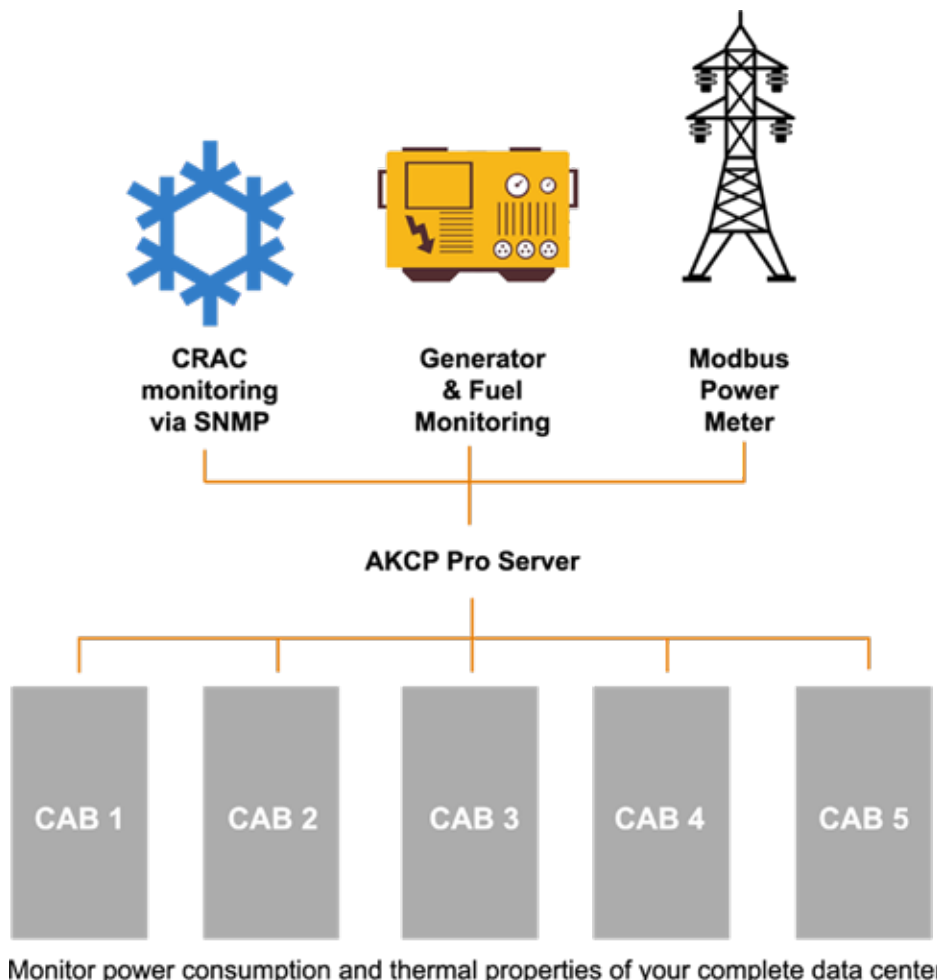 CRAC
monitoring
via SNMP
Generator
& Fuel
Monitoring
Modbus
Power
Meter
AKCP Pro Server
CAB 1
CAB 2
CAB 3
CAB 4
CAB 5
Monitor power consumption and thermal properties of your complete data center